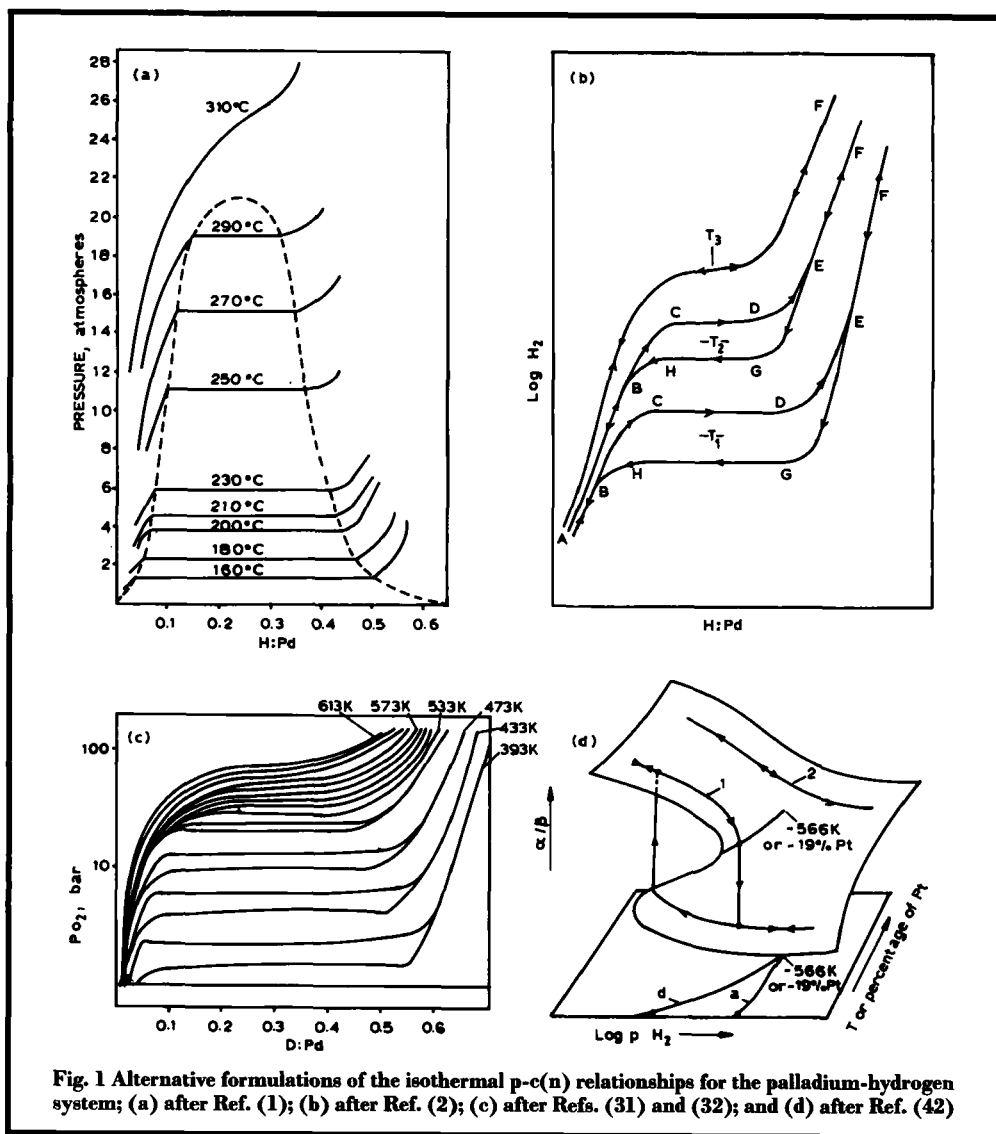 (a)
28
26
24
22
20
18
16
14
12
10
8
6
4
2
PRESSURE, atmospheres
310°C
290°C
270°C
250°C
230°C
210°C
200°C
180°C
160°C
0.1 0.2 0.3 0.4 0.5 0.6
H:Pd
(b)
Log H2
F
F
F
T3
E
C D
-T2-
H G
B
E
C D
-T1-
H G
B
A
H:Pd
(c)
613K 573K 533K 473K
433K
393K
100
10
PD2, bar
0.1 0.2 0.3 0.4 0.5 0.6
D:Pd
(d)
α/β
1
2
-566K
or -19% Pt
-566K
or -19% Pt
d
a
Log p H2
T or percentage of Pt
Fig. 1 Alternative formulations of the isothermal p-c(n) relationships for the palladium-hydrogen
system; (a) after Ref. (1); (b) after Ref. (2); (c) after Refs. (31) and (32); and (d) after Ref. (42)